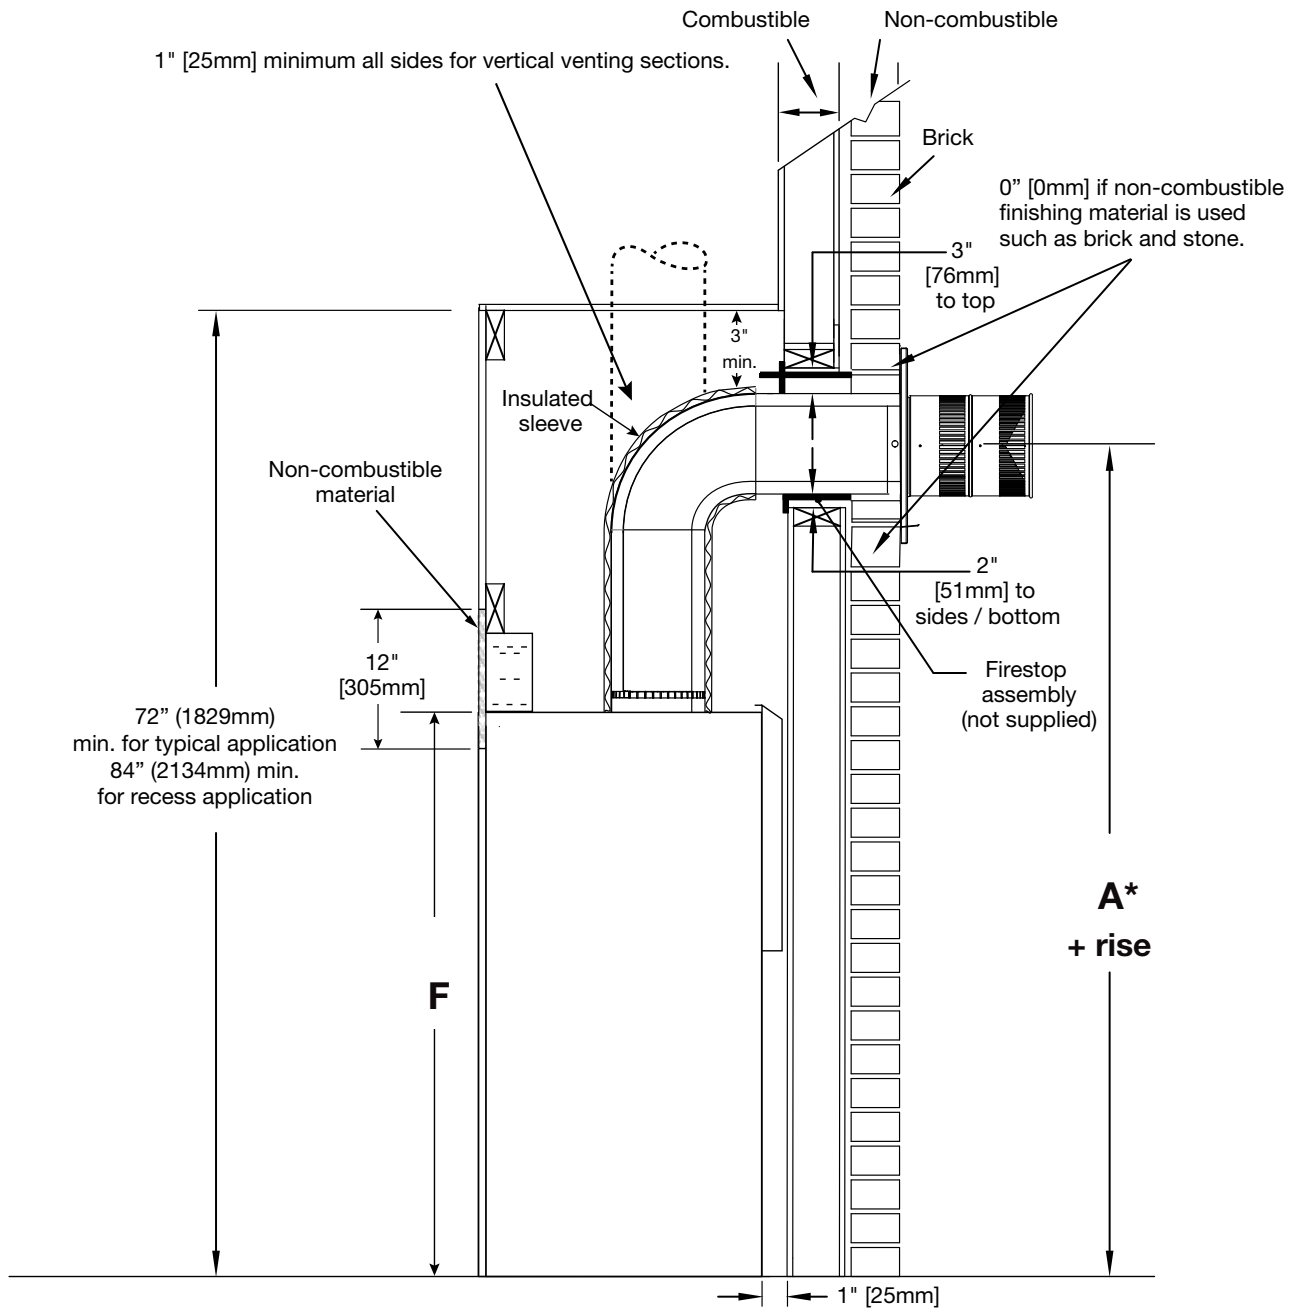 Combustible
Non-combustible
1" [25mm] minimum all sides for vertical venting sections.
Brick
0” [0mm] if non-combustible
finishing material is used
such as brick and stone.
3"
[76mm]
to top
3"
min.
Insulated
sleeve
Non-combustible
material
2"
[51mm] to
sides / bottom
12"
[305mm]
Firestop
assembly
(not supplied)
72” (1829mm)
min. for typical application
84” (2134mm) min.
for recess application
A*
+ rise
F
1" [25mm]